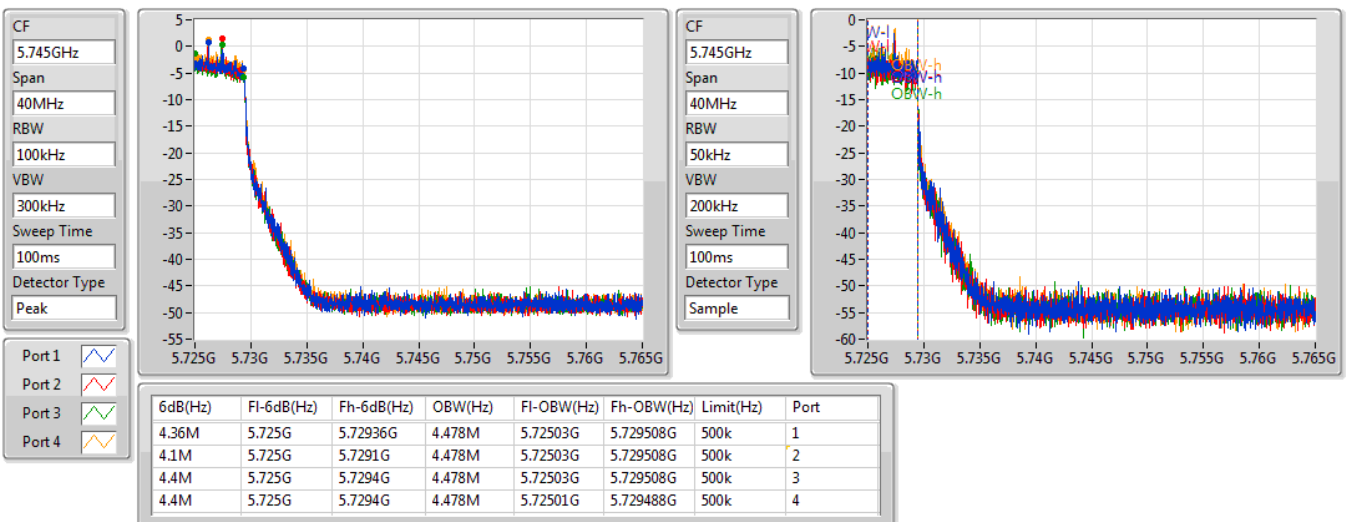 CF
5.745GHz
Span
40MHz
RBW
100kHz
VBW
300kHz
Sweep Time
100ms
Detector Type
Peak
5
0
-5
-10
-15
-20
-25
-30
-35
-40
-45
-50
-55
5.725G 5.73G 5.735G 5.74G 5.745G 5.75G 5.755G 5.76G 5.765G
CF
5.745GHz
Span
40MHz
RBW
50kHz
VBW
200kHz
Sweep Time
100ms
Detector Type
Sample
0
-5
-10
-15
-20
-25
-30
-35
-40
-45
-50
-55
-60
W-l
OBW-h
OBW-h
OBW-h
5.725G 5.73G 5.735G 5.74G 5.745G 5.75G 5.755G 5.76G 5.765G
Port 1
Port 2
Port 3
Port 4
6dB(Hz) Fl-6dB(Hz) Fh-6dB(Hz) OBW(Hz) Fl-OBW(Hz) Fh-OBW(Hz) Limit(Hz) Port
4.36M 5.725G 5.72936G 4.478M 5.72503G 5.729508G 500k 1
4.1M 5.725G 5.7291G 4.478M 5.72503G 5.729508G 500k 2
4.4M 5.725G 5.7294G 4.478M 5.72503G 5.729508G 500k 3
4.4M 5.725G 5.7294G 4.478M 5.72501G 5.729488G 500k 4